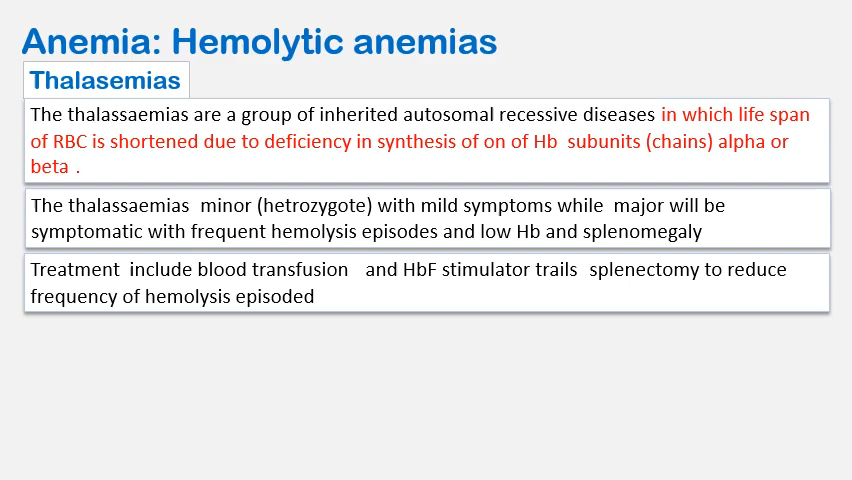 Anemia: Hemolytic anemias
Thalasemias
The thalassaemias are a group of inherited autosomal recessive diseases in which life span
of RBC is shortened due to deficiency in synthesis of on of Hb subunits (chains) alpha or
beta .
The thalassaemias minor (hetrozygote) with mild symptoms while major will be
symptomatic with frequent hemolysis episodes and low Hb and splenomegaly
Treatment include blood transfusion and HbF stimulator trails splenectomy to reduce
frequency of hemolysis episoded